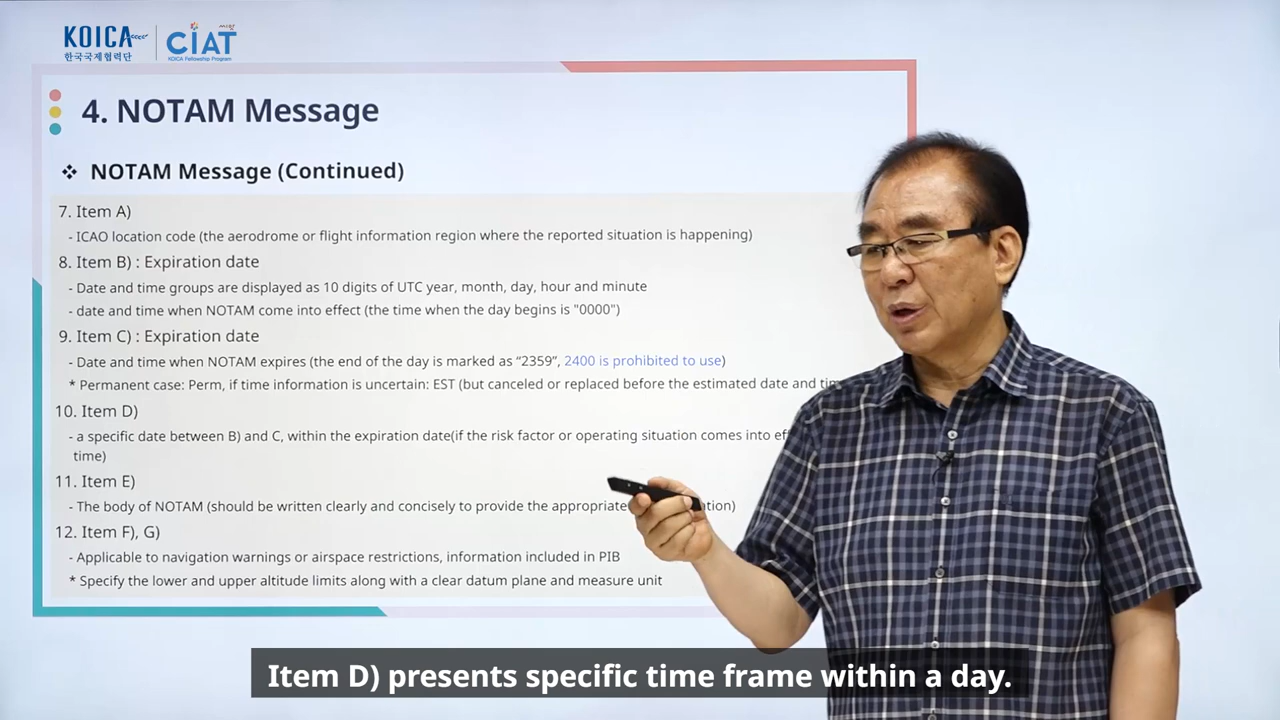 KOICA
한국국제협력단
CIAT
KOICA Fellowship Program
4. NOTAM Message
❖ NOTAM Message (Continued)
7. Item A)
- ICAO location code (the aerodrome or flight information region where the reported situation is happening)
8. Item B) : Expiration date
- Date and time groups are displayed as 10 digits of UTC year, month, day, hour and minute
- date and time when NOTAM come into effect (the time when the day begins is "0000")
9. Item C) : Expiration date
- Date and time when NOTAM expires (the end of the day is marked as “2359”, 2400 is prohibited to use)
* Permanent case: Perm, if time information is uncertain: EST (but canceled or replaced before the estimated date and
10. Item D)
- a specific date between B) and C, within the expiration date(if the risk factor or operating situation comes into
time)
11. Item E)
- The body of NOTAM (should be written clearly and concisely to provide the appropriate
12. Item F), G)
- Applicable to navigation warnings or airspace restrictions, information included in PIB
* Specify the lower and upper altitude limits along with a clear datum plane and measure unit
Item D) presents specific time frame within a day.